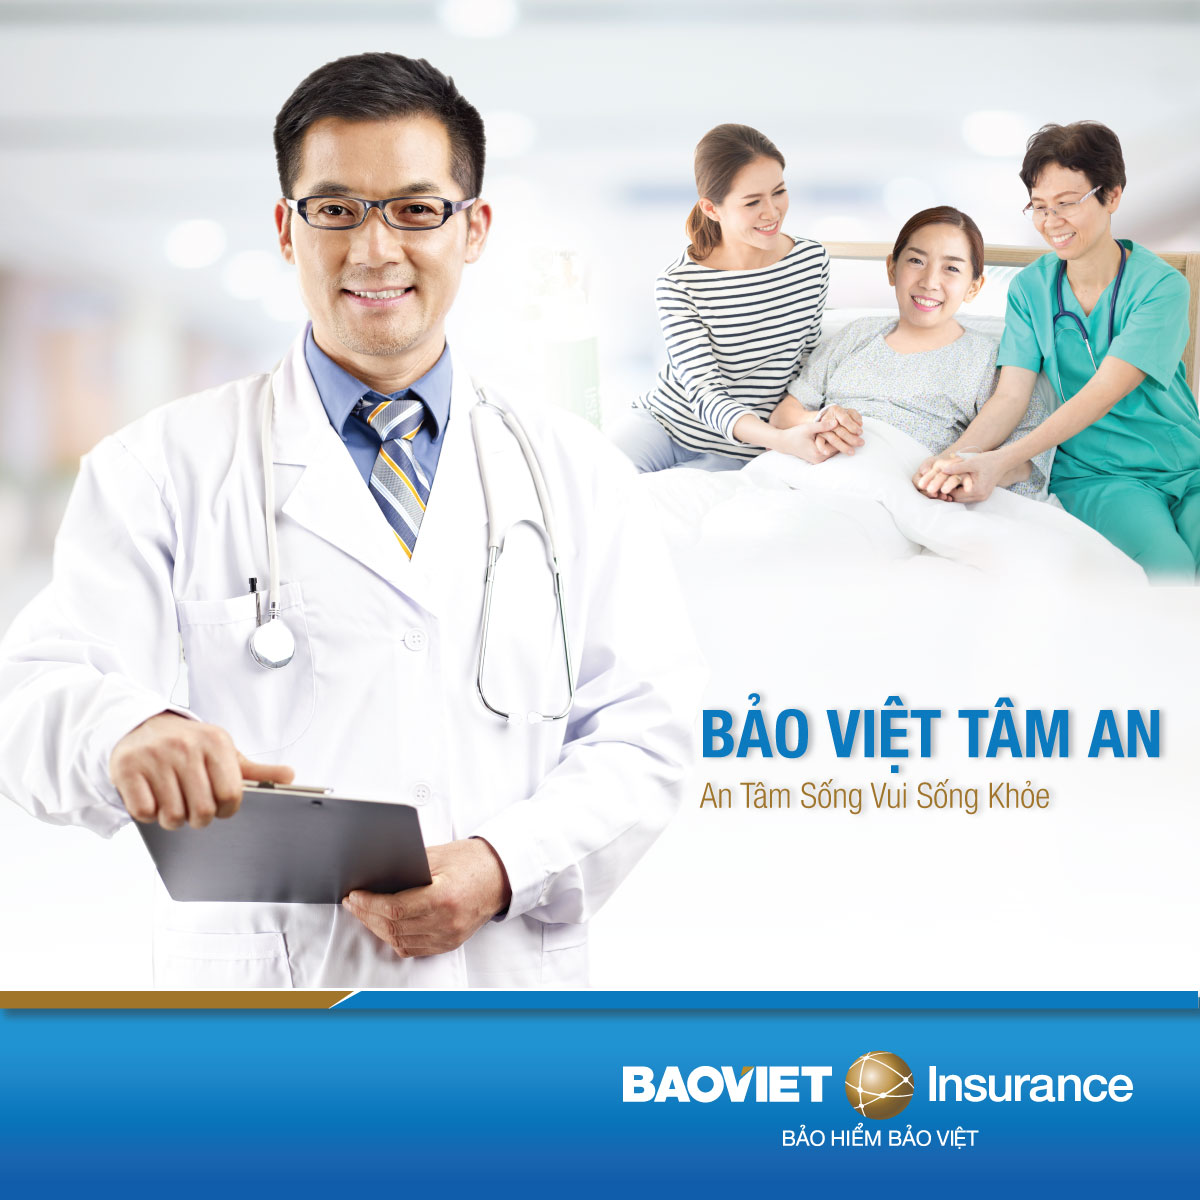 BẢO VIỆT TÂM AN
An Tâm Sống Vui Sống Khỏe
BAOVIET Insurance
BẢO HIỂM BẢO VIỆT